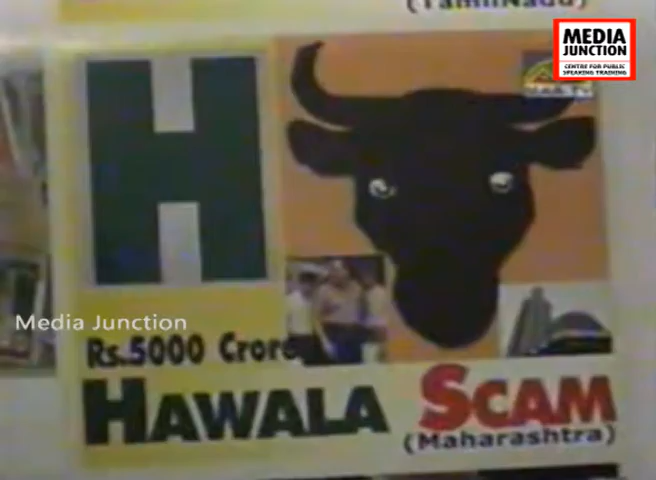 (TamilNadu)
MEDIA
JUNCTION
CENTRE FOR PUBLIC
SPEAKING TRAINING
H
Media Junction
Rs.5000 Crore
HAWALA SCAM
(Maharashtra)